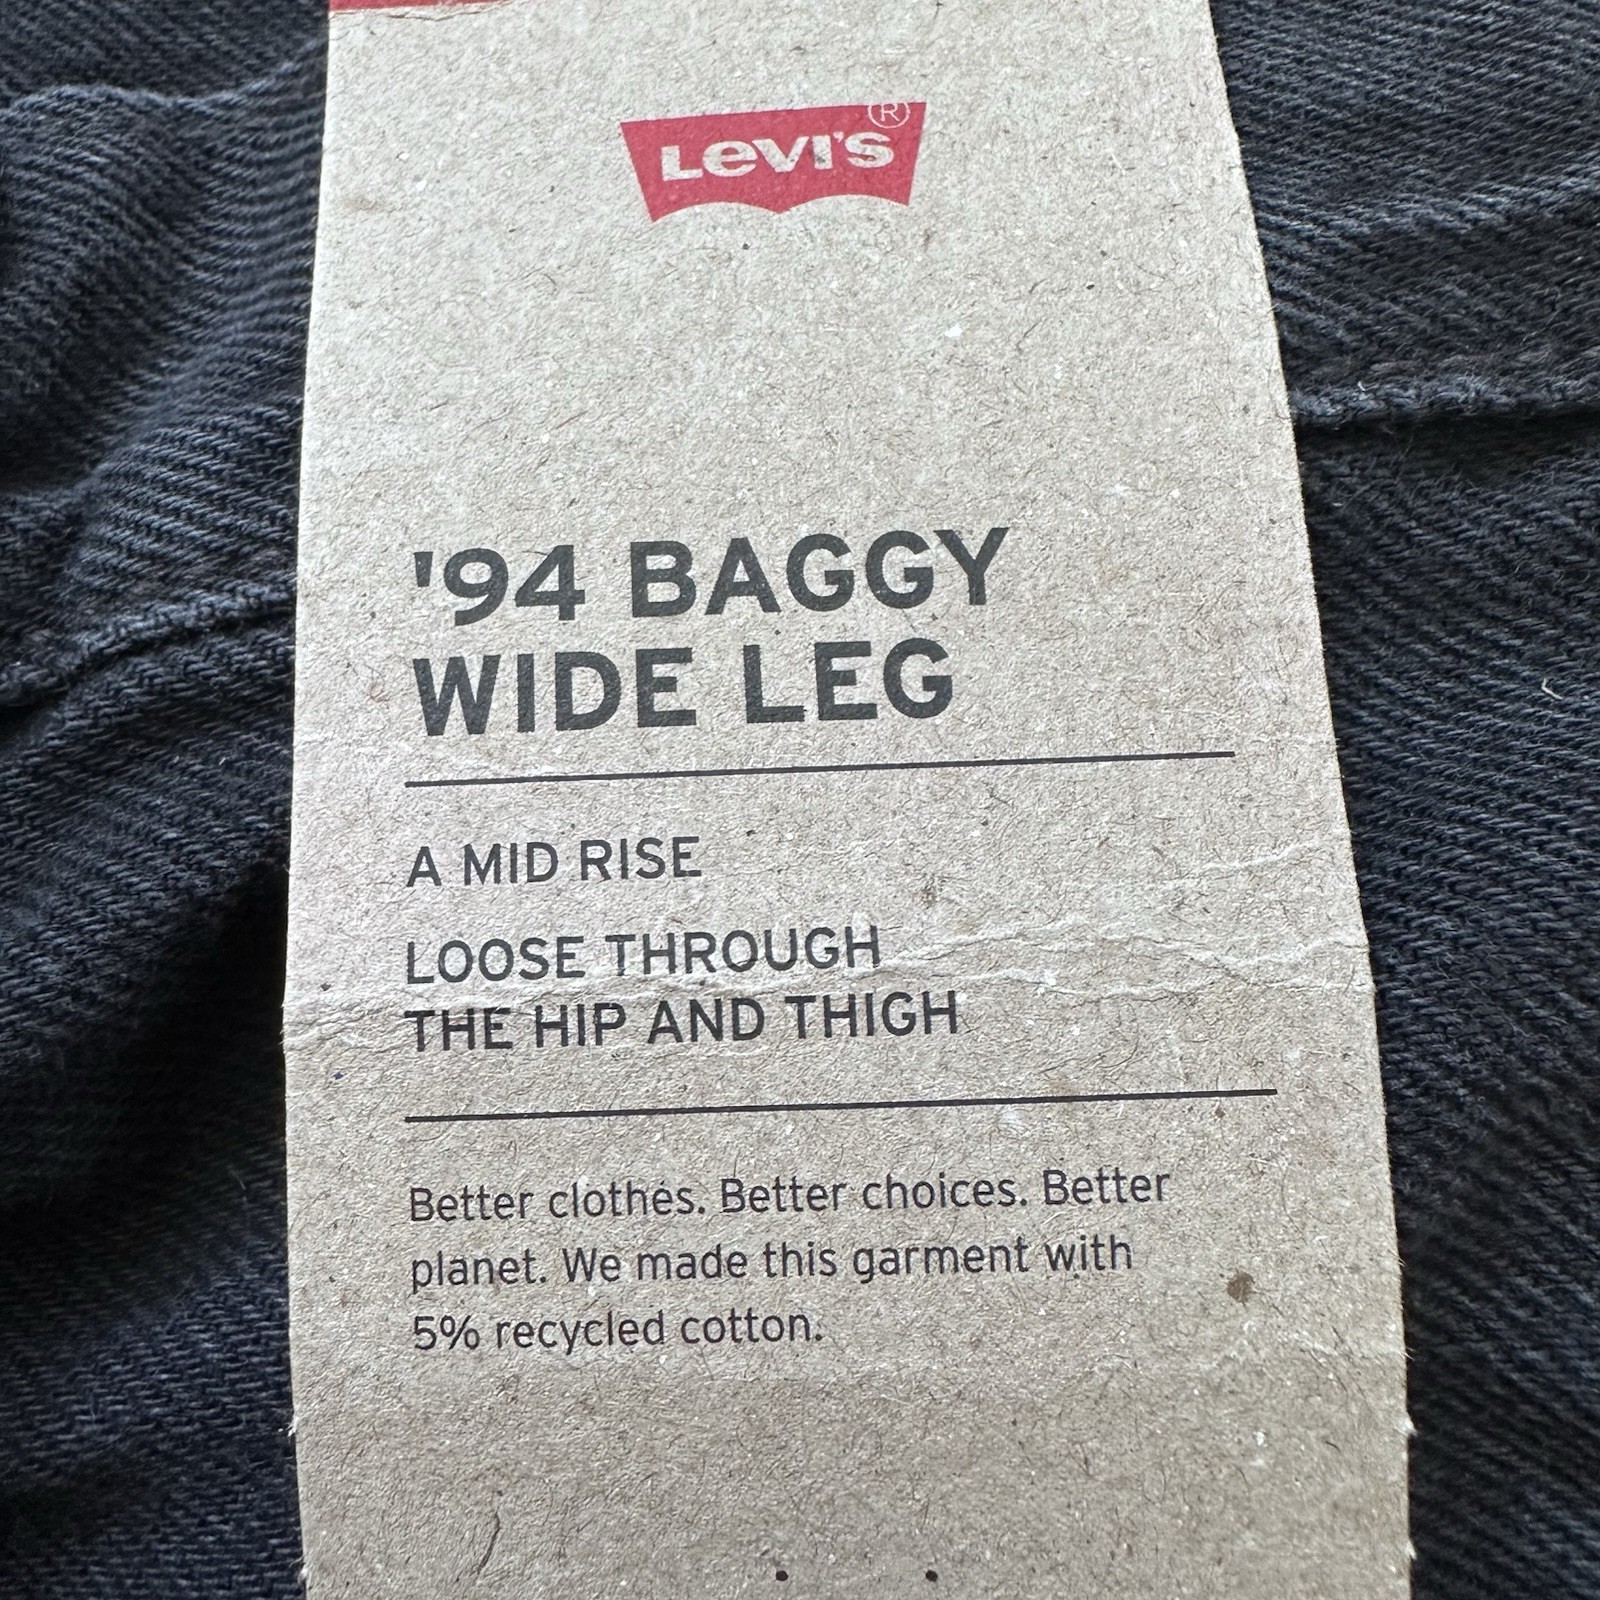 LEVI'S®
'94 BAGGY
WIDE LEG
A MID RISE
LOOSE THROUGH
THE HIP AND THIGH
Better clothes. Better choices. Better
planet. We made this garment with
5% recycled cotton.